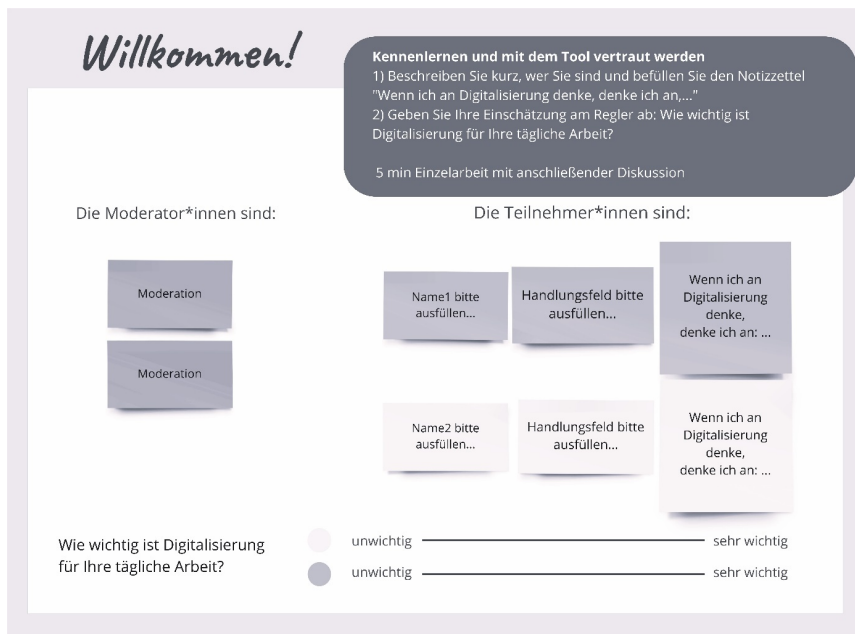 Willkommen!
Kennenlernen und mit dem Tool vertraut werden
1) Beschreiben Sie kurz, wer Sie sind und befüllen Sie den Notizzettel
"Wenn ich an Digitalisierung denke, denke ich an,..."
2) Geben Sie Ihre Einschätzung am Regler ab: Wie wichtig ist
Digitalisierung für Ihre tägliche Arbeit?
5 min Einzelarbeit mit anschließender Diskussion
Die Moderator*innen sind:
Moderation
Moderation
Die Teilnehmer*innen sind:
Name1 bitte
ausfüllen...
Handlungsfeld bitte
ausfüllen...
Wenn ich an
Digitalisierung
denke,
denke ich an: ...
Name2 bitte
ausfüllen...
Handlungsfeld bitte
ausfüllen...
Wenn ich an
Digitalisierung
denke,
denke ich an: ...
Wie wichtig ist Digitalisierung
für Ihre tägliche Arbeit?
unwichtig sehr wichtig
unwichtig sehr wichtig